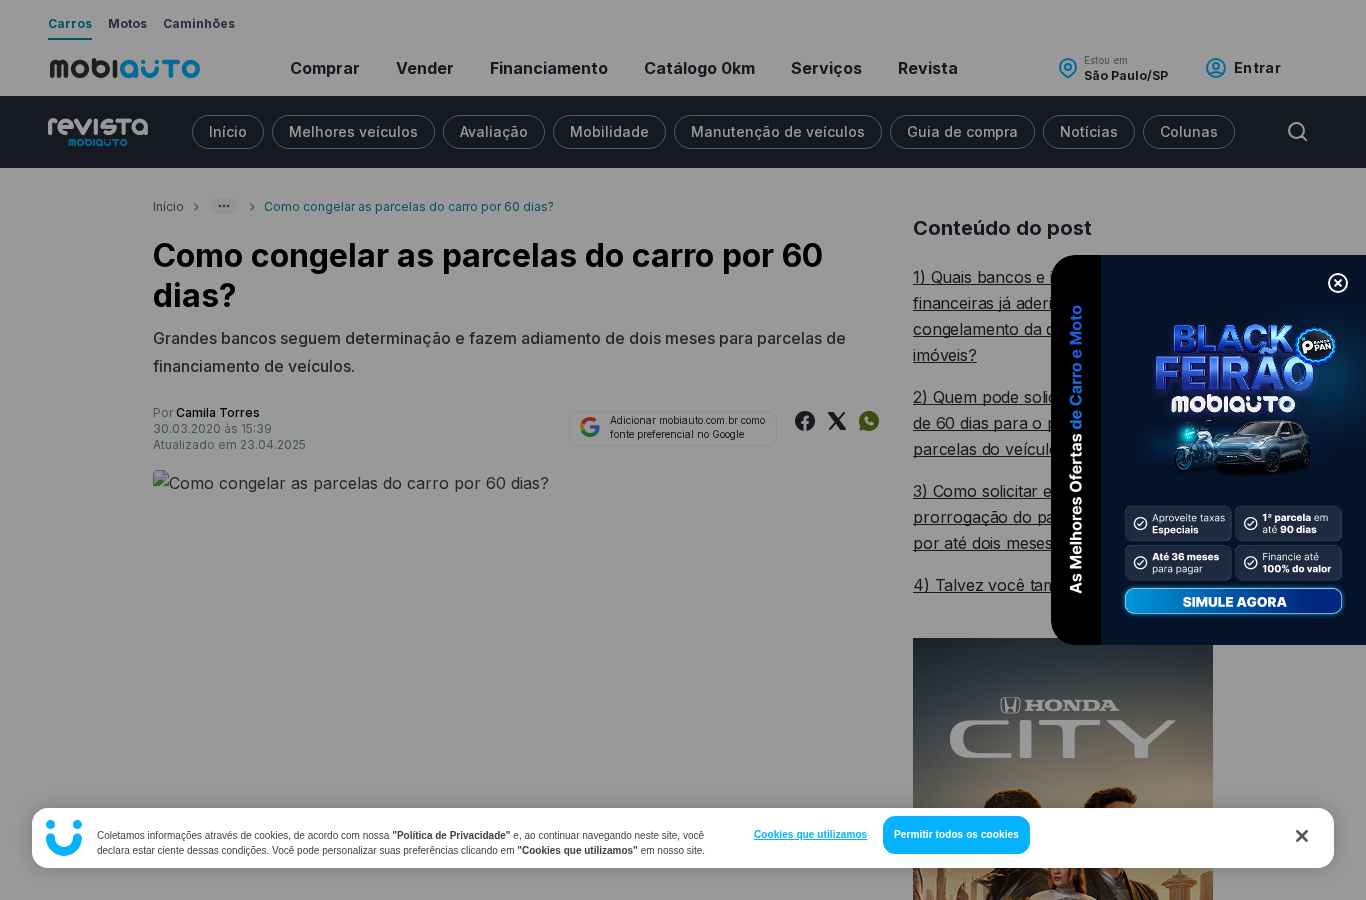 Carros Motos Caminhões
mobiauto Comprar Vender Financiamento Catálogo 0km Serviços Revista
Estou em
São Paulo/SP
Entrar
revista
mobiauto
Início Melhores veículos Avaliação Mobilidade Manutenção de veículos Guia de compra Notícias Colunas
Início ••• Como congelar as parcelas do carro por 60 dias?
Como congelar as parcelas do carro por 60
dias?
Grandes bancos seguem determinação e fazem adiamento de dois meses para parcelas de
financiamento de veículos.
Por Camila Torres
30.03.2020 às 15:39
Atualizado em 23.04.2025
Adicionar mobiauto.com.br como
fonte preferencial no Google
Como congelar as parcelas do carro por 60 dias?
Conteúdo do post
1) Quais bancos e
financeiras já
congelamento da
imóveis?
2) Quem pode
de 60 dias para o
parcelas do
3) Como solicitar
prorrogação do
por até dois meses
4) Talvez você
As Melhores Ofertas de Carro e Moto
BLACK
FEIRÃO
BANCO
PAN
mobiauto
Aproveite taxas
Especiais
1ª parcela em
até 90 dias
Até 36 meses
para pagar
Financie até
100% do valor
SIMULE AGORA
HONDA
CITY
Coletamos informações através de cookies, de acordo com nossa "Política de Privacidade" e, ao continuar navegando neste site, você
declara estar ciente dessas condições. Você pode personalizar suas preferências clicando em "Cookies que utilizamos" em nosso site.
Cookies que utilizamos
Permitir todos os cookies